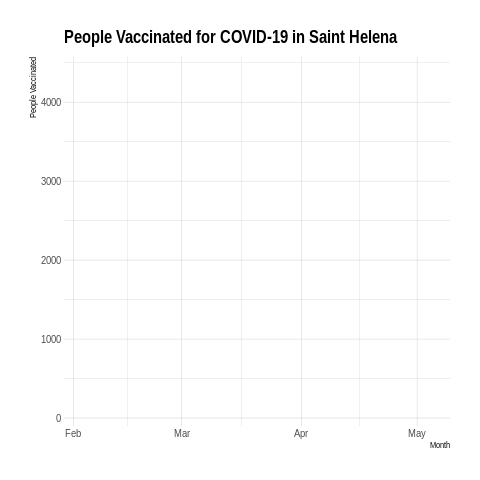 People Vaccinated for COVID-19 in Saint Helena
People Vaccinated
4000
3000
2000
1000
0
Feb Mar Apr May
Month